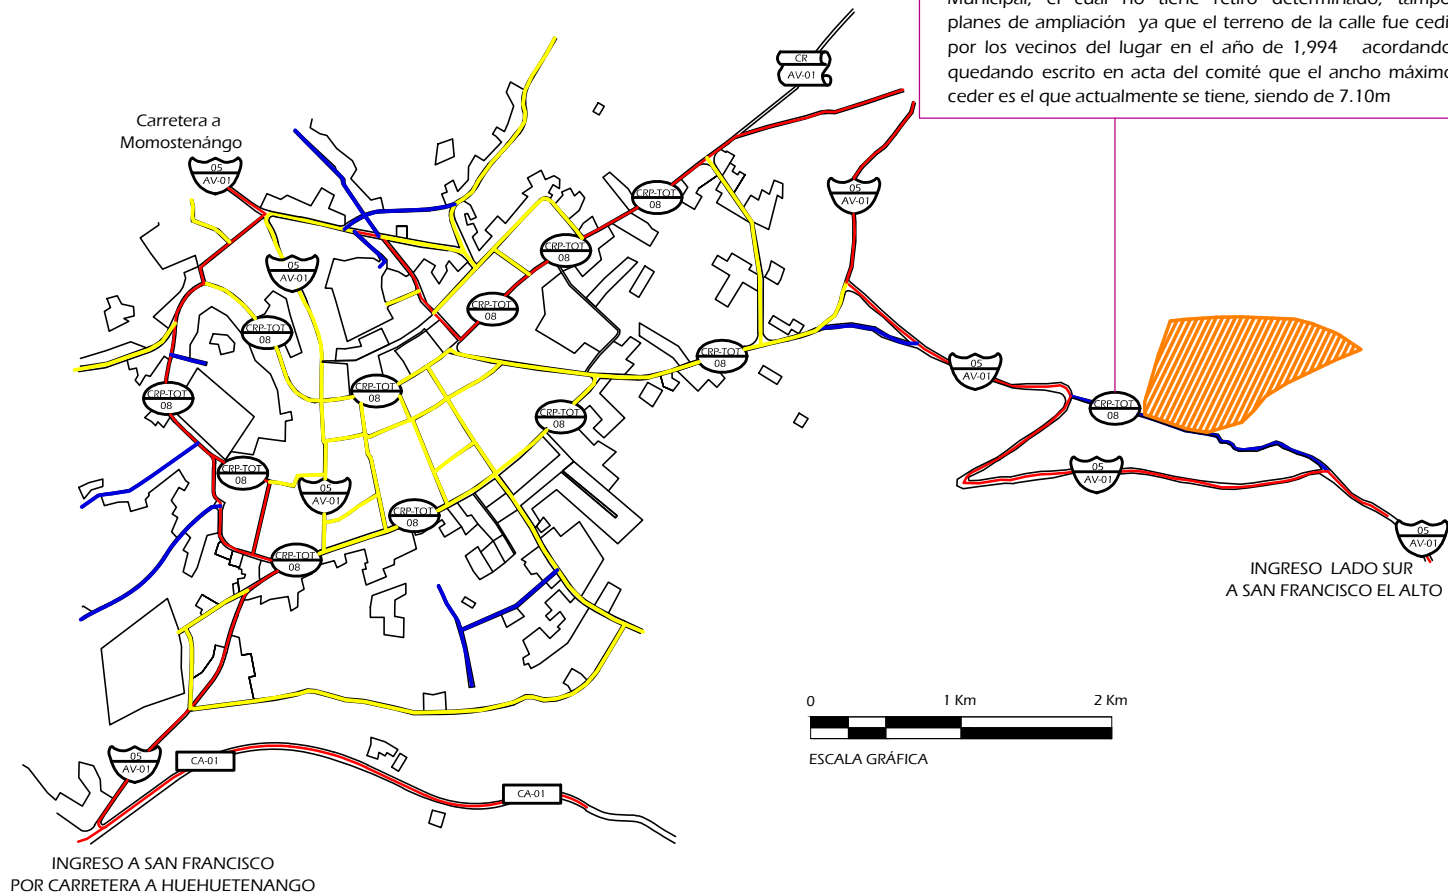 planes de ampliación ya que el terreno de la calle fue cedi
por los vecinos del lugar en el año de 1,994 acordando
quedando escrito en acta del comité que el ancho máximo
ceder es el que actualmente se tiene, siendo de 7.10m
CR
AV-01
Carretera a
Momostenángo
05
AV-01
CRP-TOT
08
05
AV-01
CRP-TOT
08
05
AV-01
CRP-TOT
08
CRP-TOT
08
CRP-TOT
08
CRP-TOT
08
05
AV-01
CRP-TOT
08
CRP-TOT
08
CRP-TOT
08
CRP-TOT
08
05
AV-01
CRP-TOT
08
05
AV-01
CRP-TOT
08
05
AV-01
CRP-TOT
08
INGRESO LADO SUR
A SAN FRANCISCO EL ALTO
0 1 Km 2 Km
ESCALA GRÁFICA
05
AV-01
CA-01
CA-01
INGRESO A SAN FRANCISCO
POR CARRETERA A HUEHUETENANGO